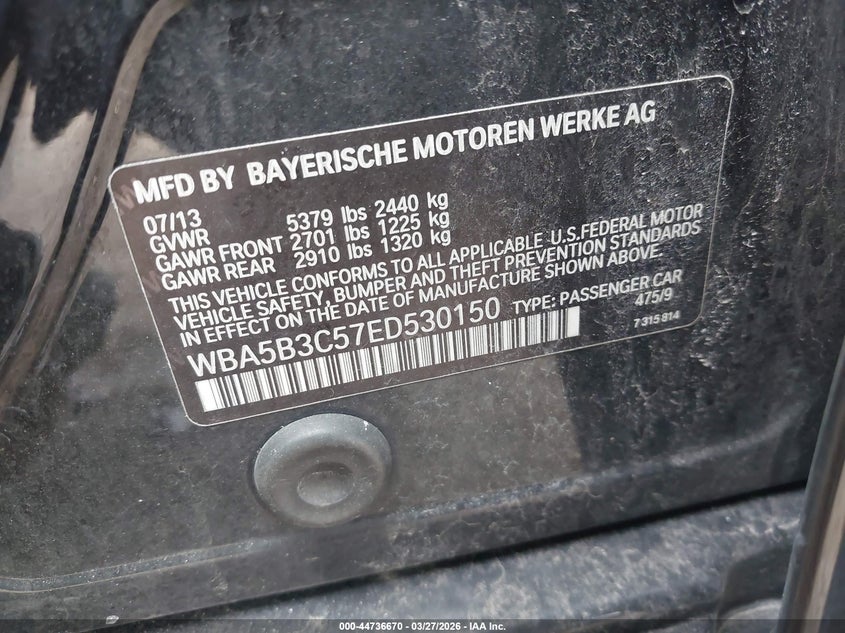 MFD BY BAYERISCHE MOTOREN WERKE AG
07/13
GVWR 5379 lbs 2440 kg
GAWR FRONT 2701 lbs 1225 kg
GAWR REAR 2910 lbs 1320 kg
THIS VEHICLE CONFORMS TO ALL APPLICABLE U.S.FEDERAL MOTOR
VEHICLE SAFETY, BUMPER AND THEFT PREVENTION STANDARDS
IN EFFECT ON THE DATE OF MANUFACTURE SHOWN ABOVE.
WBA5B3C57ED530150 TYPE: PASSENGER CAR
475/9
7 315 814
000-44736670 - 03/27/2026 - IAA Inc.